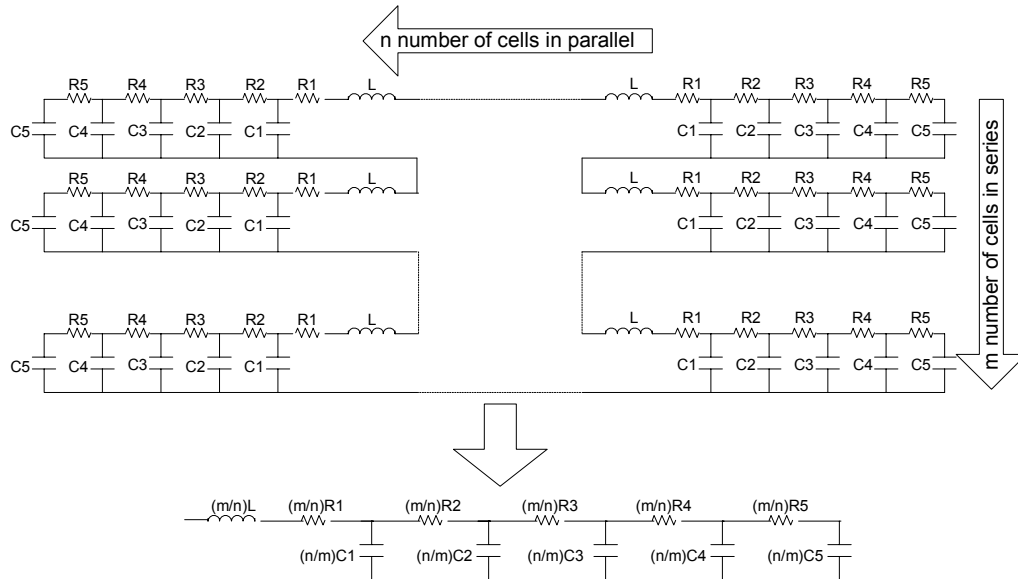 n number of cells in parallel
R5 R4 R3 R2 R1 L L R1 R2 R3 R4 R5
C5 C4 C3 C2 C1 C1 C2 C3 C4 C5
R5 R4 R3 R2 R1 L L R1 R2 R3 R4 R5
C5 C4 C3 C2 C1 C1 C2 C3 C4 C5
R5 R4 R3 R2 R1 L L R1 R2 R3 R4 R5
C5 C4 C3 C2 C1 C1 C2 C3 C4 C5
m number of cells in series
(m/n)L (m/n)R1 (m/n)R2 (m/n)R3 (m/n)R4 (m/n)R5
(n/m)C1 (n/m)C2 (n/m)C3 (n/m)C4 (n/m)C5